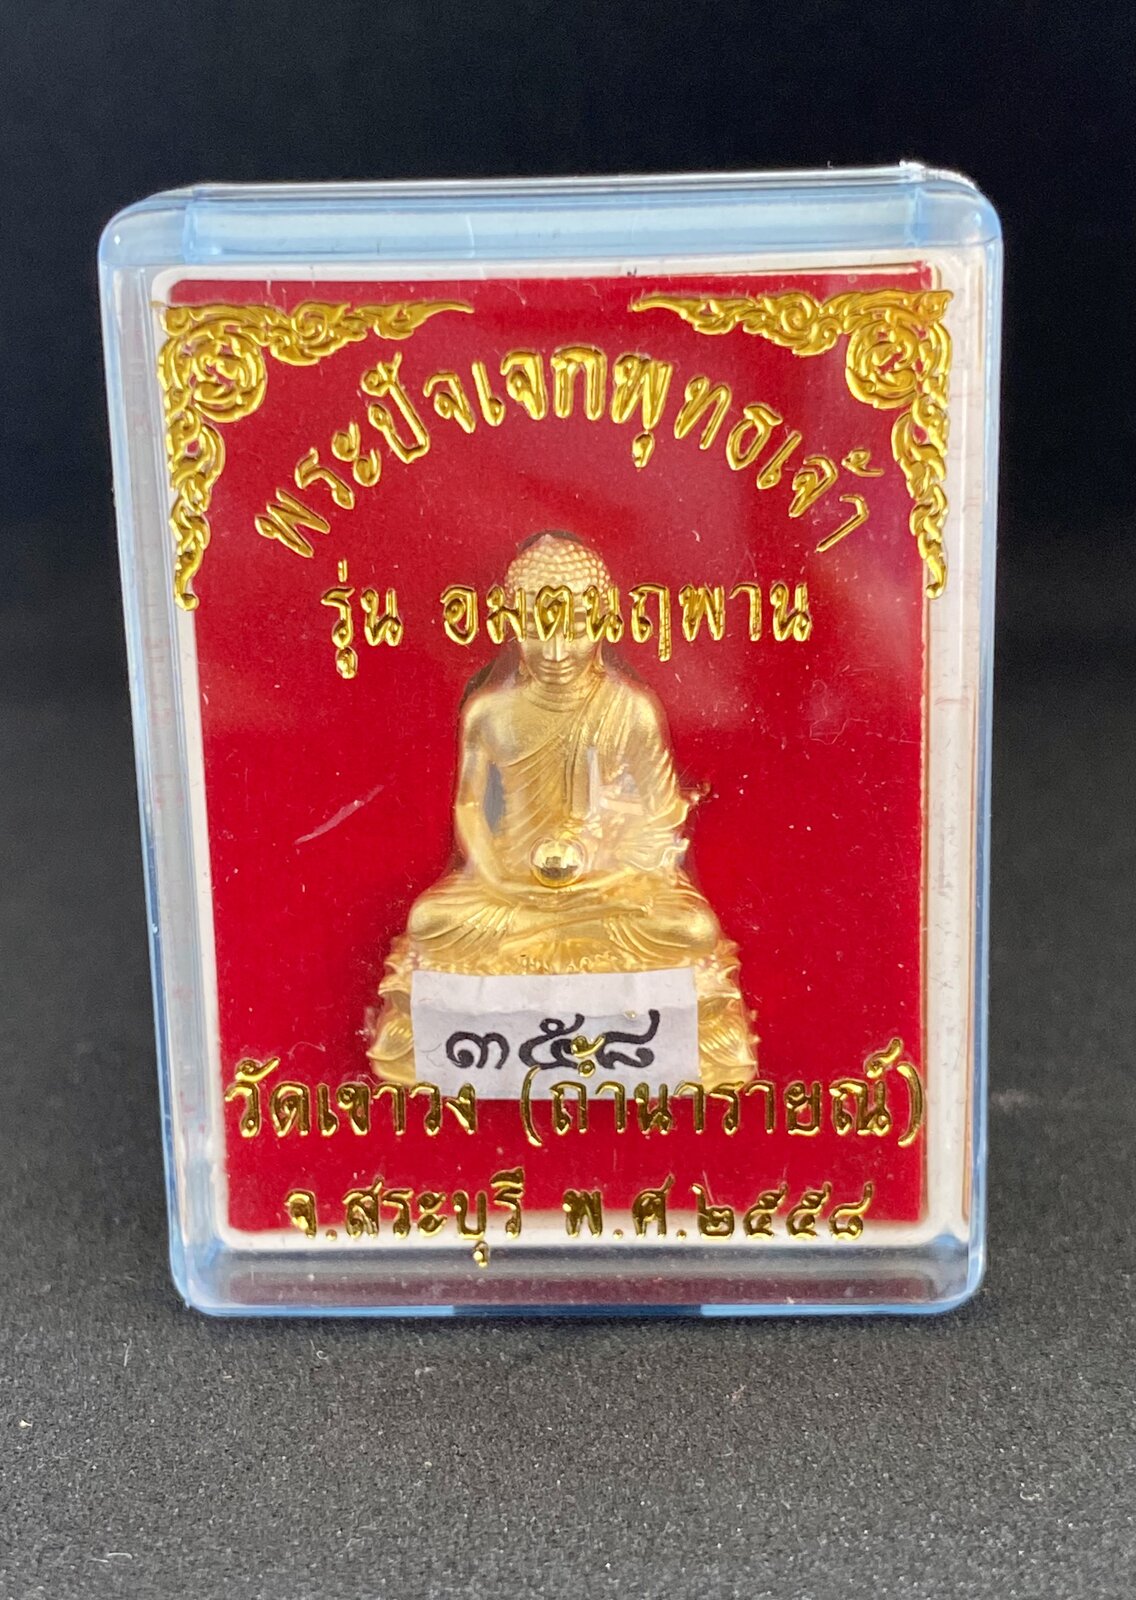 พระปัจเจกพุทธเจ้า
รุ่น อมตนฤพาน
๓๕๘
วัดเขาวง (ถ้ำนารายณ์)
จ.สระบุรี พ.ศ.๒๕๕๘